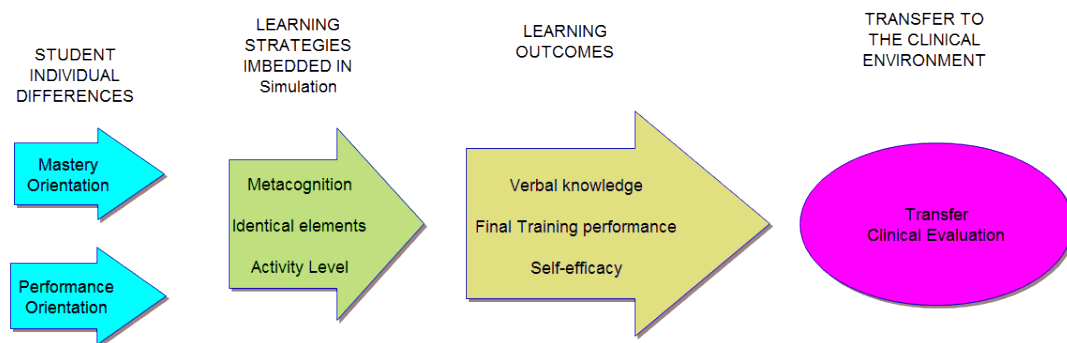 STUDENT
INDIVIDUAL
DIFFERENCES
LEARNING
STRATEGIES
IMBEDDED IN
Simulation
LEARNING
OUTCOMES
TRANSFER TO
THE CLINICAL
ENVIRONMENT
Mastery
Orientation
Performance
Orientation
Metacognition
Identical elements
Activity Level
Verbal knowledge
Final Training performance
Self-efficacy
Transfer
Clinical Evaluation